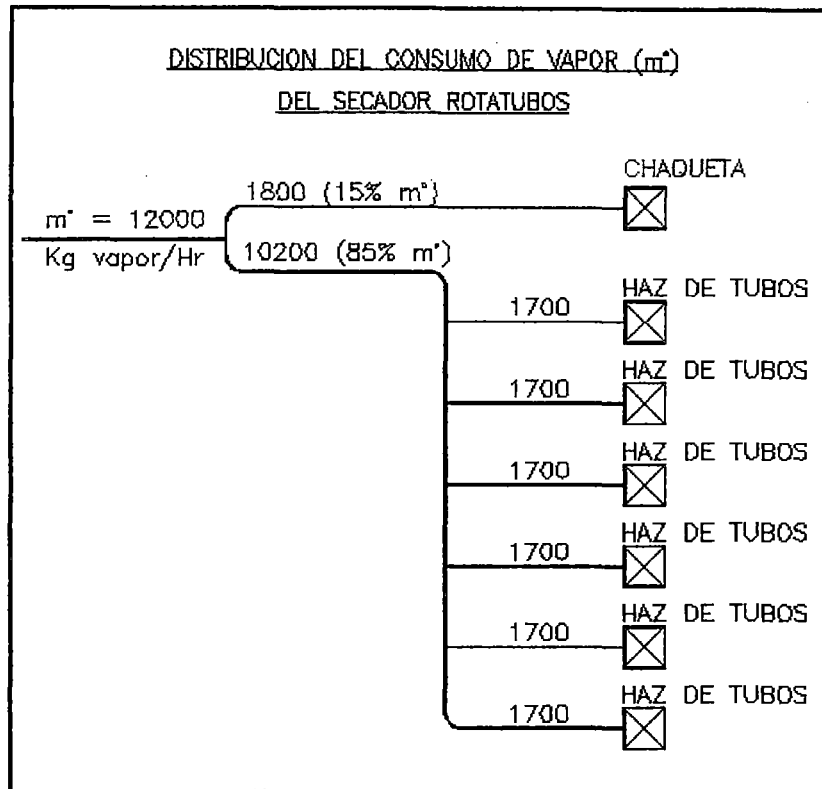 DISTRIBUCION DEL CONSUMO DE VAPOR (m°)
DEL SECADOR ROTATUBOS
CHAQUETA
1800 (15% m°)
m° = 12000
Kg vapor/Hr
10200 (85% m°)
HAZ DE TUBOS
1700
HAZ DE TUBOS
1700
HAZ DE TUBOS
1700
HAZ DE TUBOS
1700
HAZ DE TUBOS
1700
HAZ DE TUBOS
1700